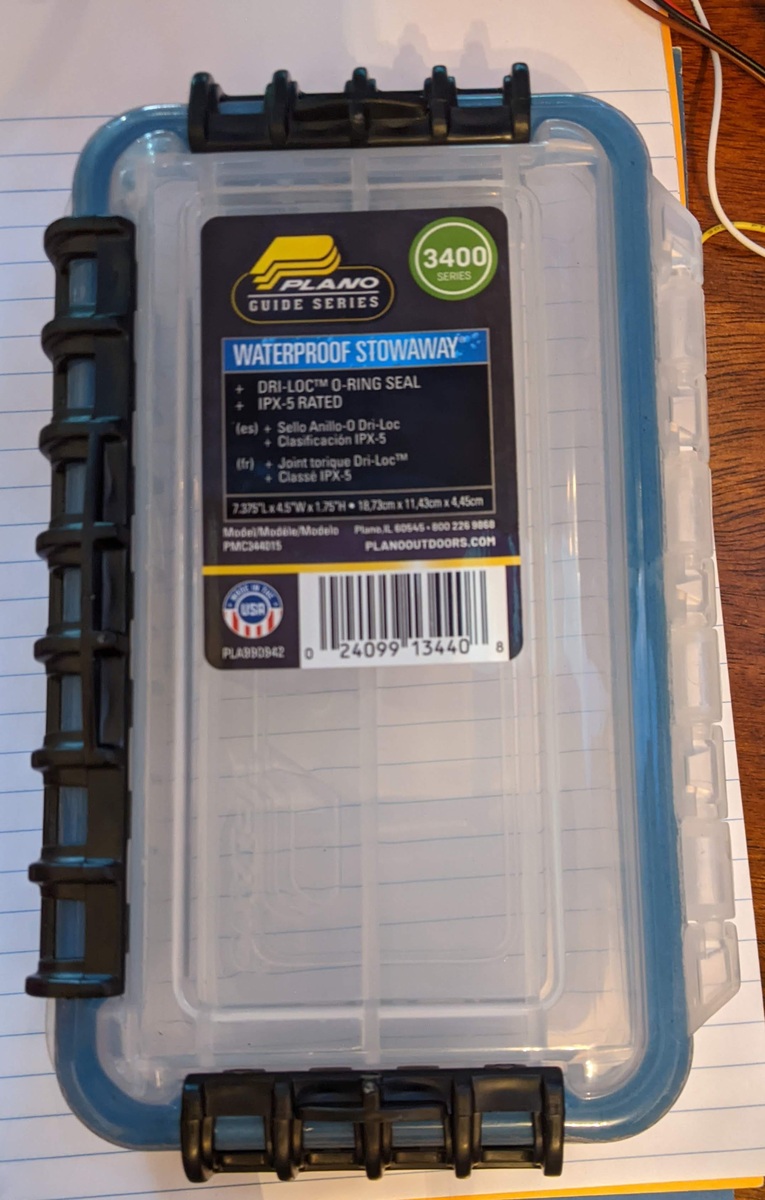 PLANO
GUIDE SERIES
3400
SERIES
WATERPROOF STOWAWAY
+ DRI-LOC™ O-RING SEAL
+ IPX-5 RATED
(es) + Sello Anillo-O Dri-Loc
+ Clasificación IPX-5
(fr) + Joint torique Dri-Loc™
+ Classé IPX-5
7.375"L x 4.5"W x 1.75"H • 18,73cm x 11,43cm x 4,45cm
Model/Modèle/Modelo
PMC344015
Plano, IL 60545 • 800 226 9868
PLANOOUTDOORS.COM
MADE IN THE
USA
PLAB90942
0 24099 13440 8